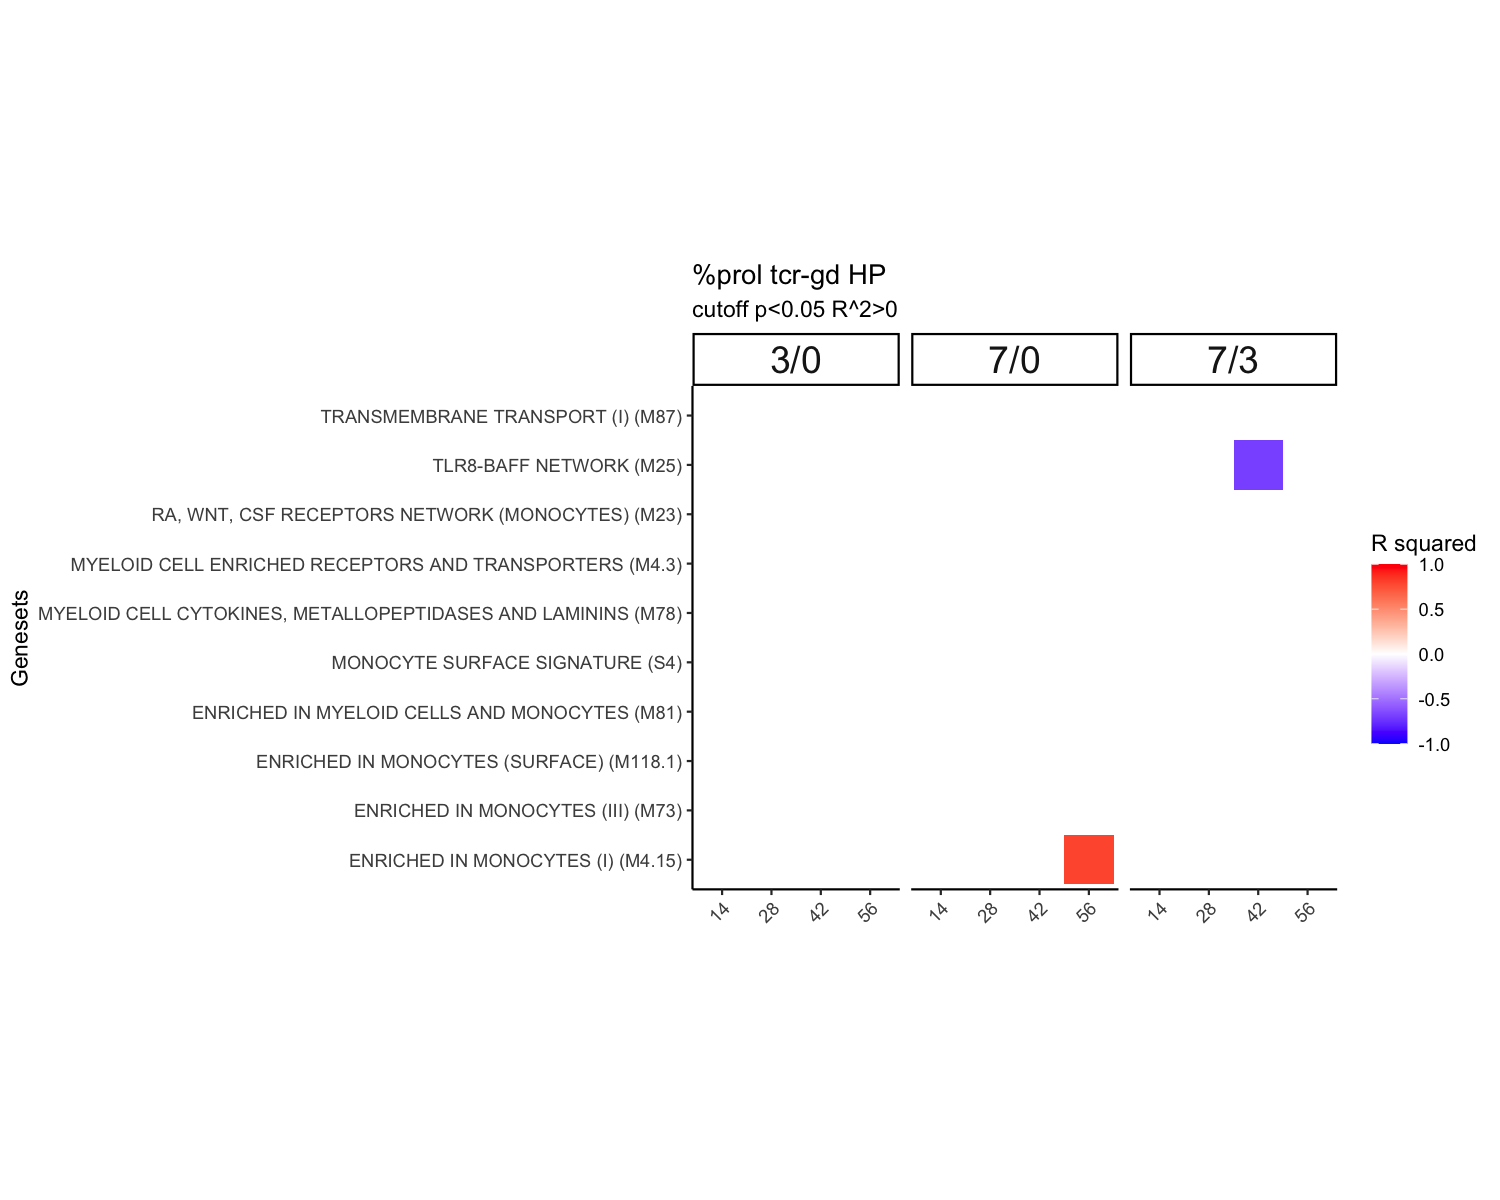 %prol tcr-gd HP
cutoff p<0.05 R^2>0
3/0 7/0 7/3
TRANSMEMBRANE TRANSPORT (I) (M87)
TLR8-BAFF NETWORK (M25)
RA, WNT, CSF RECEPTORS NETWORK (MONOCYTES) (M23)
MYELOID CELL ENRICHED RECEPTORS AND TRANSPORTERS (M4.3)
MYELOID CELL CYTOKINES, METALLOPEPTIDASES AND LAMININS (M78)
MONOCYTE SURFACE SIGNATURE (S4)
ENRICHED IN MYELOID CELLS AND MONOCYTES (M81)
ENRICHED IN MONOCYTES (SURFACE) (M118.1)
ENRICHED IN MONOCYTES (III) (M73)
ENRICHED IN MONOCYTES (I) (M4.15)
Genesets
14 28 42 56 14 28 42 56 14 28 42 56
R squared
1.0
0.5
0.0
-0.5
-1.0